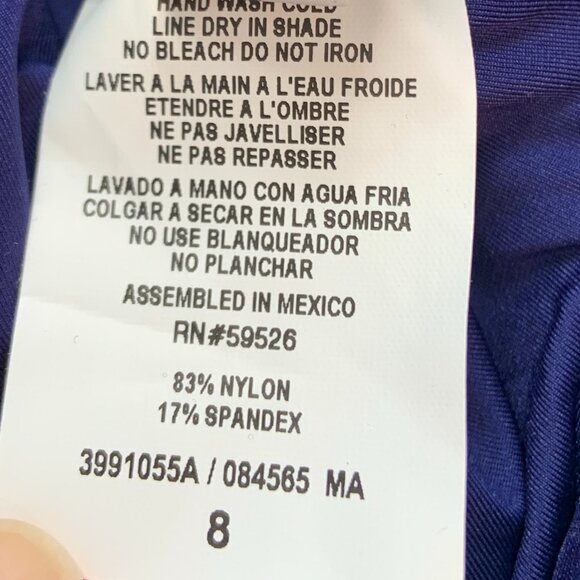 HAND WASH COLD
LINE DRY IN SHADE
NO BLEACH DO NOT IRON
LAVER A LA MAIN A L'EAU FROIDE
ETENDRE A L'OMBRE
NE PAS JAVELLISER
NE PAS REPASSER
LAVADO A MANO CON AGUA FRIA
COLGAR A SECAR EN LA SOMBRA
NO USE BLANQUEADOR
NO PLANCHAR
ASSEMBLED IN MEXICO
RN#59526
83% NYLON
17% SPANDEX
3991055A / 084565 MA
8